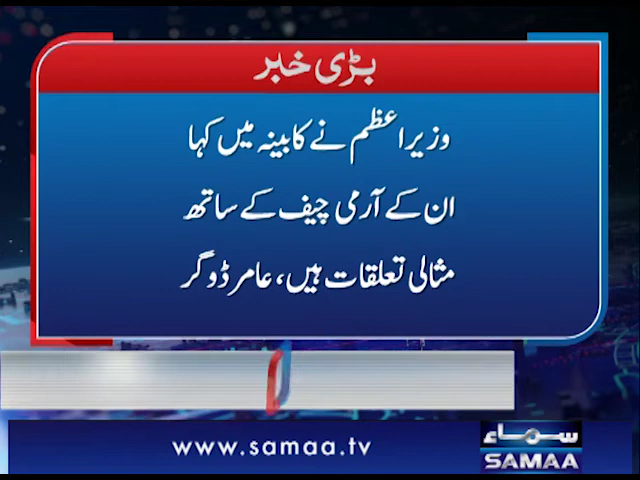 بڑی خبر
وزیراعظم نے کابینہ میں کہا
ان کے آرمی چیف کے ساتھ
مثالی تعلقات ہیں، عامر ڈوگر
www.samaa.tv
سماء
SAMAA